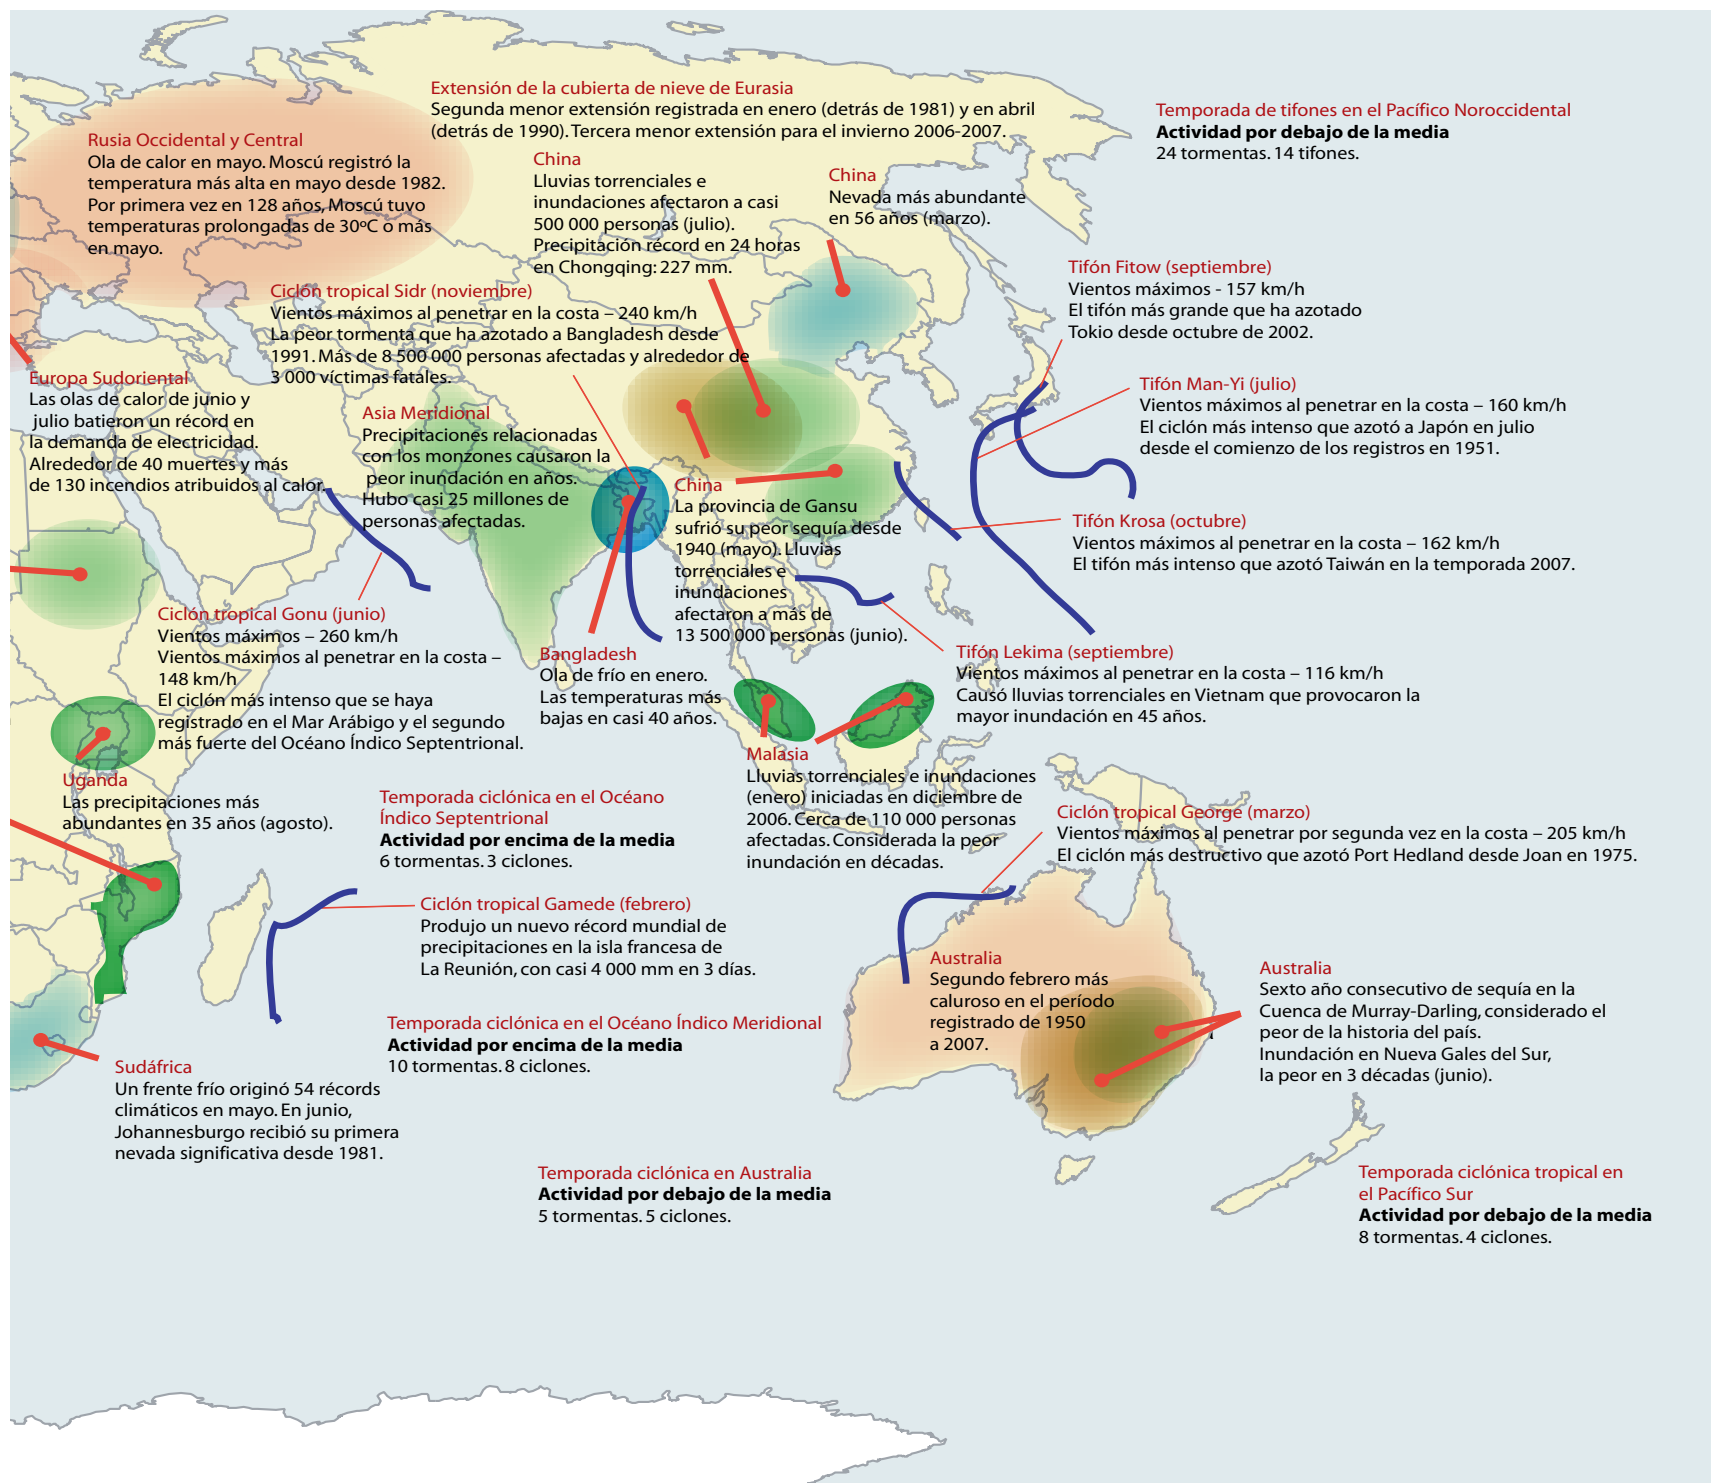 Extensión de la cubierta de nieve de Eurasia
Segunda menor extensión registrada en enero (detrás de 1981) y en abril
(detrás de 1990). Tercera menor extensión para el invierno 2006-2007.
Temporada de tifones en el Pacífico Noroccidental
Actividad por debajo de la media
24 tormentas. 14 tifones.
Rusia Occidental y Central
Ola de calor en mayo. Moscú registró la
temperatura más alta en mayo desde 1982.
Por primera vez en 128 años, Moscú tuvo
temperaturas prolongadas de 30ºC o más
en mayo.
China
Lluvias torrenciales e
inundaciones afectaron a casi
500 000 personas (julio).
Precipitación récord en 24 horas
en Chongqing: 227 mm.
China
Nevada más abundante
en 56 años (marzo).
Tifón Fitow (septiembre)
Vientos máximos - 157 km/h
El tifón más grande que ha azotado
Tokio desde octubre de 2002.
Ciclón tropical Sidr (noviembre)
Vientos máximos al penetrar en la costa – 240 km/h
La peor tormenta que ha azotado a Bangladesh desde
1991. Más de 8 500 000 personas afectadas y alrededor de
3 000 víctimas fatales.
Europa Sudoriental
Las olas de calor de junio y
julio batieron un récord en
la demanda de electricidad.
Alrededor de 40 muertes y más
de 130 incendios atribuidos al calor.
Asia Meridional
Precipitaciones relacionadas
con los monzones causaron la
peor inundación en años.
Hubo casi 25 millones de
personas afectadas.
Tifón Man-Yi (julio)
Vientos máximos al penetrar en la costa – 160 km/h
El ciclón más intenso que azotó a Japón en julio
desde el comienzo de los registros en 1951.
China
La provincia de Gansu
sufrió su peor sequía desde
1940 (mayo). Lluvias
torrenciales e
inundaciones
afectaron a más de
13 500 000 personas (junio).
Tifón Krosa (octubre)
Vientos máximos al penetrar en la costa – 162 km/h
El tifón más intenso que azotó Taiwán en la temporada 2007.
Ciclón tropical Gonu (junio)
Vientos máximos – 260 km/h
Vientos máximos al penetrar en la costa –
148 km/h
El ciclón más intenso que se haya
registrado en el Mar Arábigo y el segundo
más fuerte del Océano Índico Septentrional.
Bangladesh
Ola de frío en enero.
Las temperaturas más
bajas en casi 40 años.
Tifón Lekima (septiembre)
Vientos máximos al penetrar en la costa – 116 km/h
Causó lluvias torrenciales en Vietnam que provocaron la
mayor inundación en 45 años.
Uganda
Las precipitaciones más
abundantes en 35 años (agosto).
Temporada ciclónica en el Océano
Índico Septentrional
Actividad por encima de la media
6 tormentas. 3 ciclones.
Malasia
Lluvias torrenciales e inundaciones
(enero) iniciadas en diciembre de
2006. Cerca de 110 000 personas
afectadas. Considerada la peor
inundación en décadas.
Ciclón tropical George (marzo)
Vientos máximos al penetrar por segunda vez en la costa – 205 km/h
El ciclón más destructivo que azotó Port Hedland desde Joan en 1975.
Ciclón tropical Gamede (febrero)
Produjo un nuevo récord mundial de
precipitaciones en la isla francesa de
La Reunión, con casi 4 000 mm en 3 días.
Australia
Segundo febrero más
caluroso en el período
registrado de 1950
a 2007.
Australia
Sexto año consecutivo de sequía en la
Cuenca de Murray-Darling, considerado el
peor de la historia del país.
Inundación en Nueva Gales del Sur,
la peor en 3 décadas (junio).
Temporada ciclónica en el Océano Índico Meridional
Actividad por encima de la media
10 tormentas. 8 ciclones.
Sudáfrica
Un frente frío originó 54 récords
climáticos en mayo. En junio,
Johannesburgo recibió su primera
nevada significativa desde 1981.
Temporada ciclónica en Australia
Actividad por debajo de la media
5 tormentas. 5 ciclones.
Temporada ciclónica tropical en
el Pacífico Sur
Actividad por debajo de la media
8 tormentas. 4 ciclones.